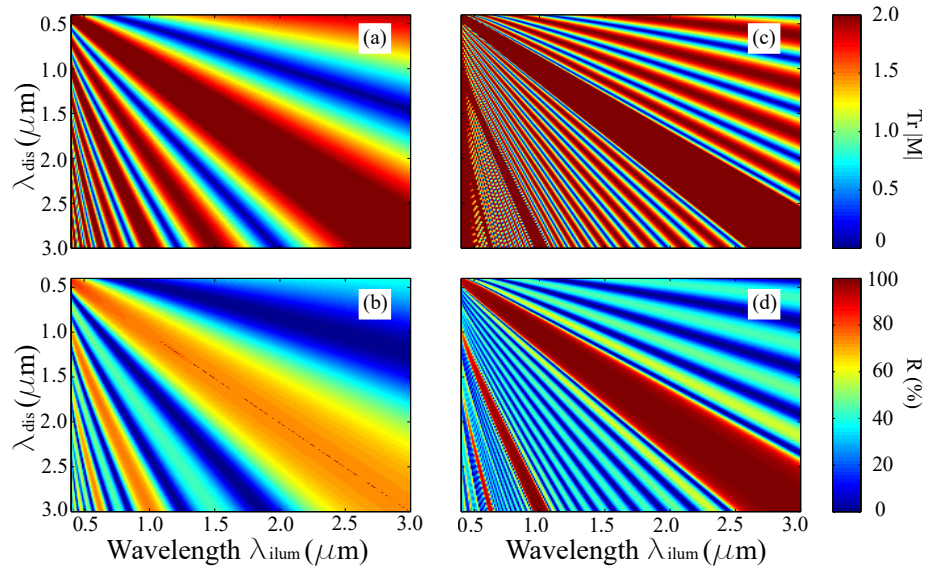 0.5
1.0
1.5
2.0
2.5
3.0
λdis (μm)
(a)
(c)
2.0
1.5
1.0
0.5
0
Tr |M|
0.5
1.0
1.5
2.0
2.5
3.0
λdis (μm)
(b)
(d)
100
80
60
40
20
0
R (%)
0.5 1.0 1.5 2.0 2.5 3.0
0.5 1.0 1.5 2.0 2.5 3.0
Wavelength λilum (μm)
Wavelength λilum (μm)